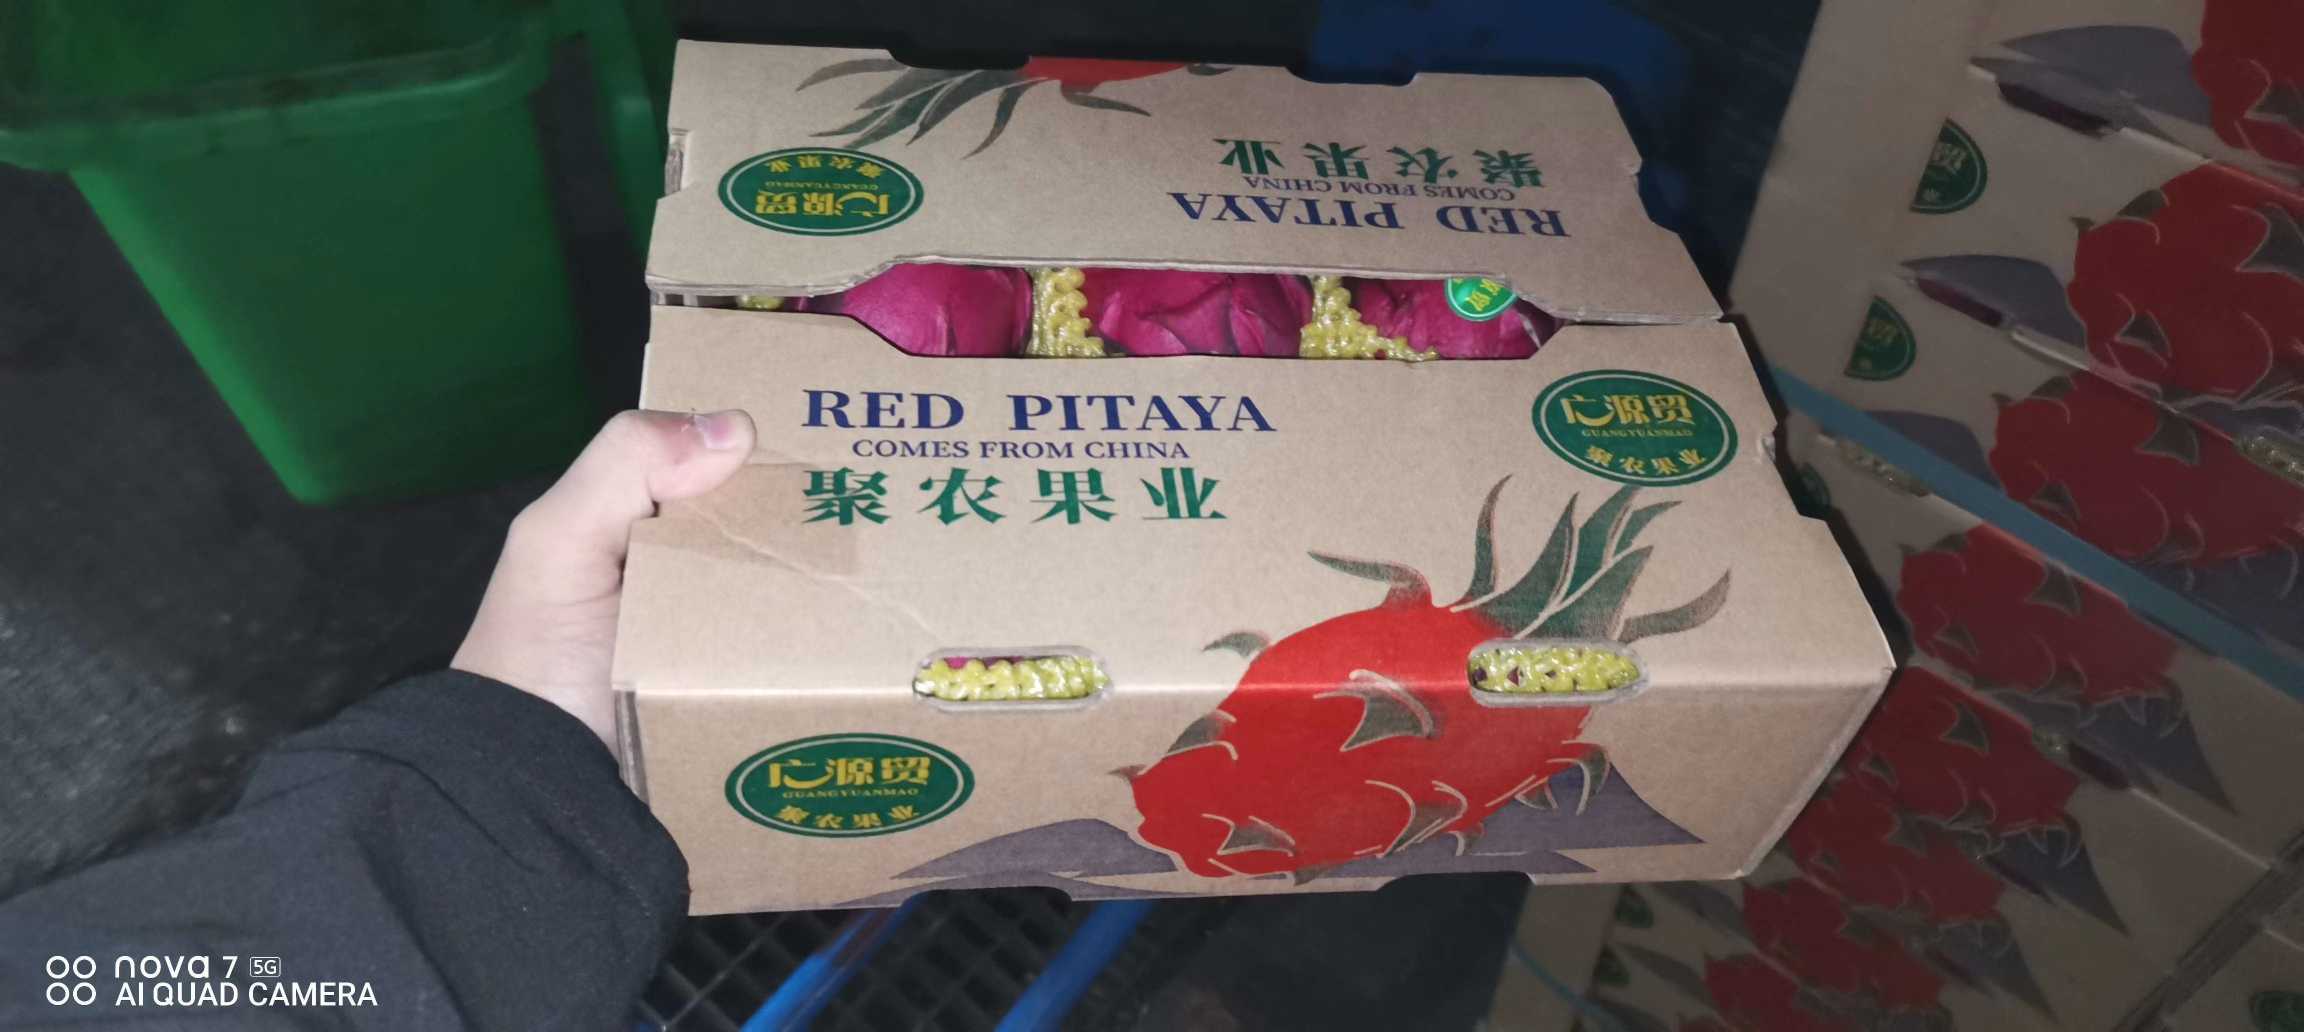 聚农果业
COMES FROM CHINA
RED PITAYA
广源贸
GUANGYUANMAO
聚农果业
RED PITAYA
COMES FROM CHINA
聚农果业
广源贸
GUANGYUANMAO
聚农果业
广源贸
GUANGYUANMAO
聚农果业
nova 7 5G
AI QUAD CAMERA